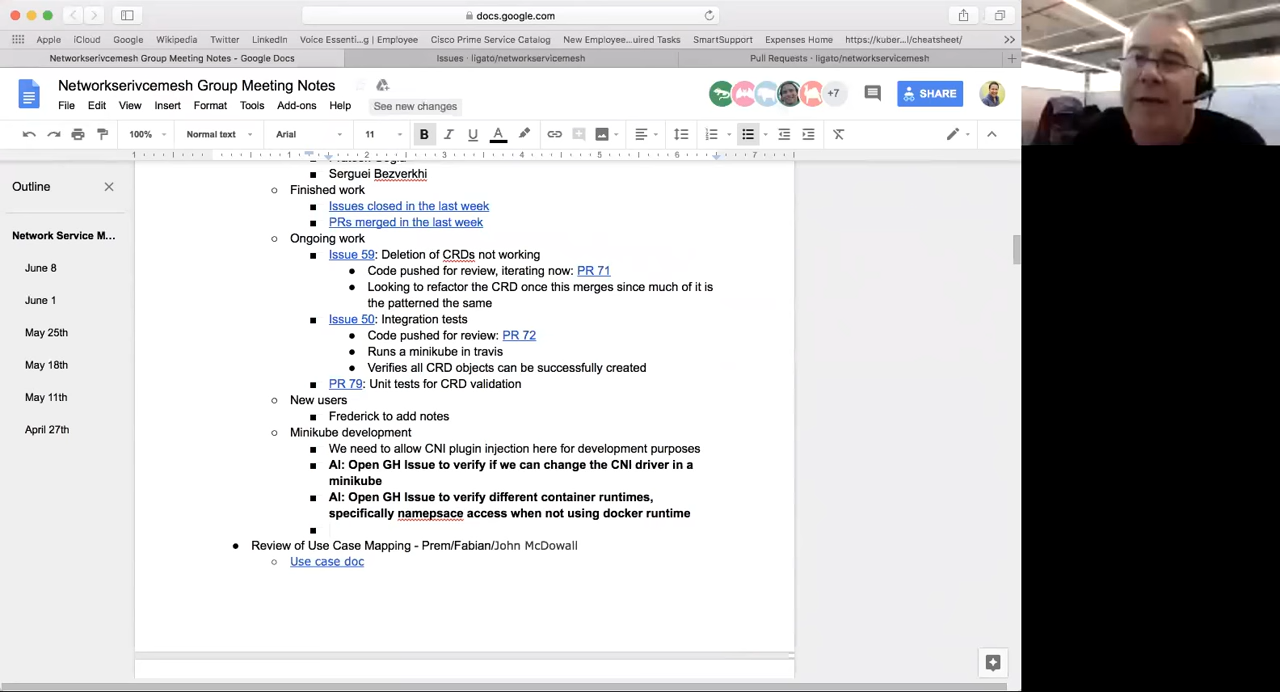 docs.google.com
Apple iCloud Google Wikipedia Twitter LinkedIn Voice Essenti...g | Employee Cisco Prime Service Catalog New Employee...uired Tasks SmartSupport Expenses Home https://kuber...l/cheatsheet/
Networkserivcemesh Group Meeting Notes - Google Docs
Issues · ligato/networkservicemesh
Pull Requests · ligato/networkservicemesh
Networkserivcemesh Group Meeting Notes
File Edit View Insert Format Tools Add-ons Help See new changes
+7
SHARE
100% Normal text Arial 11 B I U A
1 1 2 3 4 5 6 7
Outline
Network Service M...
June 8
June 1
May 25th
May 18th
May 11th
April 27th
Serguei Bezverkhi
Finished work
Issues closed in the last week
PRs merged in the last week
Ongoing work
Issue 59: Deletion of CRDs not working
Code pushed for review, iterating now: PR 71
Looking to refactor the CRD once this merges since much of it is
the patterned the same
Issue 50: Integration tests
Code pushed for review: PR 72
Runs a minikube in travis
Verifies all CRD objects can be successfully created
PR 79: Unit tests for CRD validation
New users
Frederick to add notes
Minikube development
We need to allow CNI plugin injection here for development purposes
AI: Open GH Issue to verify if we can change the CNI driver in a
minikube
AI: Open GH Issue to verify different container runtimes,
specifically namepsace access when not using docker runtime
Review of Use Case Mapping - Prem/Fabian/John McDowall
Use case doc